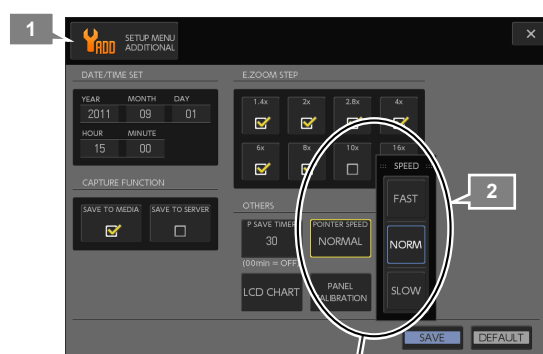 1
ADD
SETUP MENU
ADDITIONAL
DATE/TIME SET
YEAR MONTH DAY
2011 09 01
HOUR MINUTE
15 00
CAPTURE FUNCTION
SAVE TO MEDIA SAVE TO SERVER
E.ZOOM STEP
1.4x 2x 2.8x 4x
6x 8x 10x 16x
OTHERS
P SAVE TIMER POINTER SPEED
30 NORMAL
(00min = OFF
LCD CHART
PANEL
ALIBRATION
SPEED
FAST
NORM
SLOW
2
SAVE DEFAULT